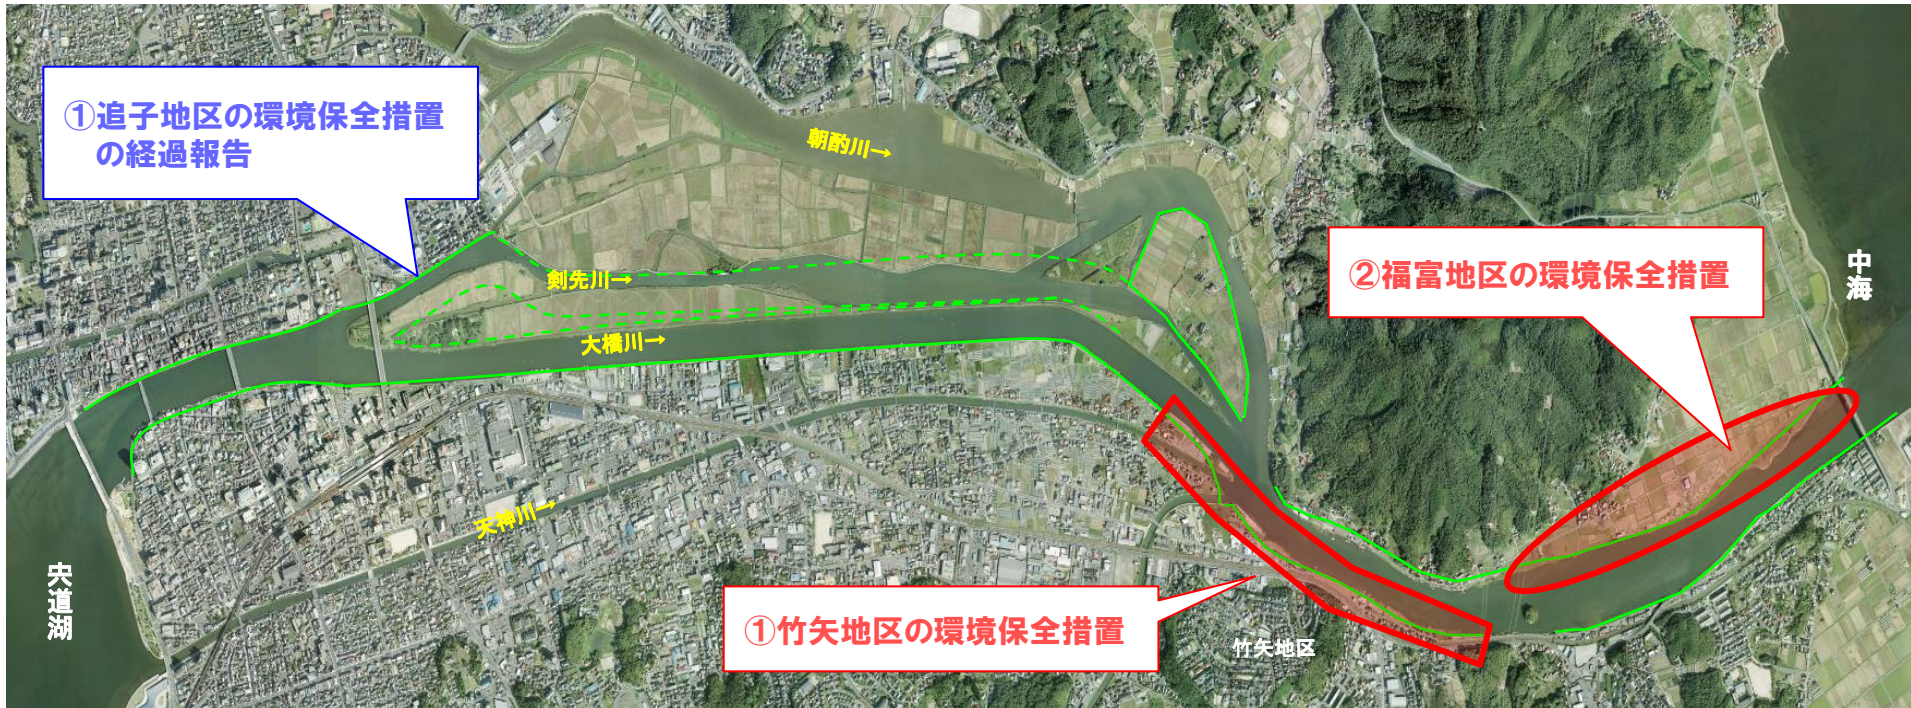 ①追子地区の環境保全措置
の経過報告
朝酌川→
剣先川→
大橋川→
天神川→
②福富地区の環境保全措置
中海
宍道湖
①竹矢地区の環境保全措置
竹矢地区